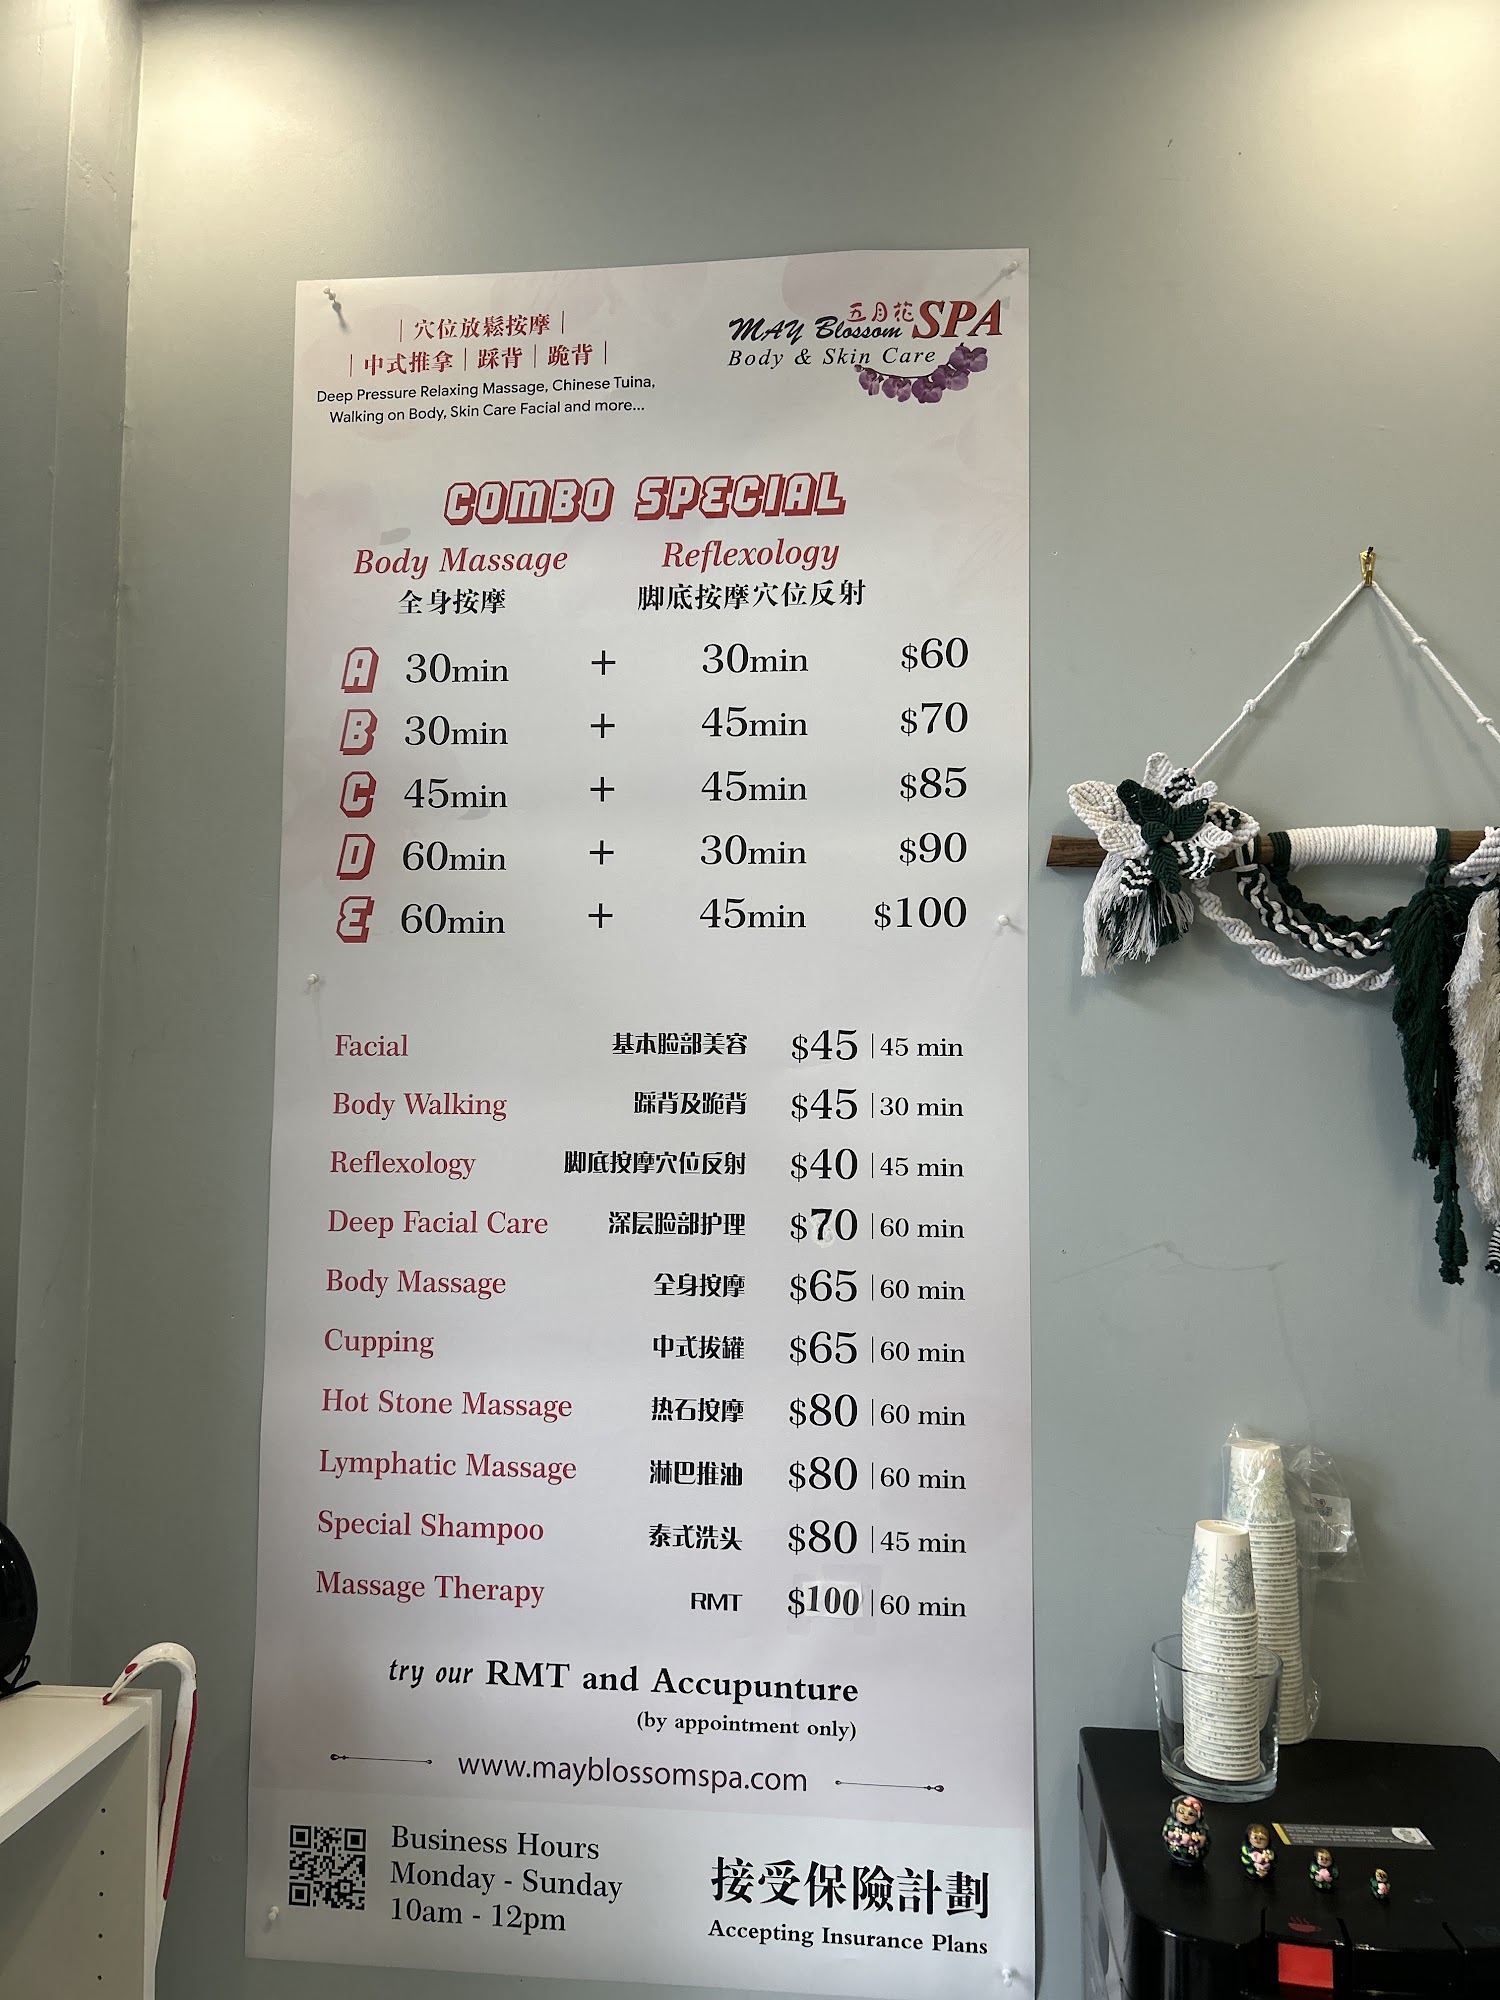 | 穴位放鬆按摩 |
| 中式推拿 | 踩背 | 跪背 |
Deep Pressure Relaxing Massage, Chinese Tuina,
Walking on Body, Skin Care Facial and more...
五月花
MAY Blossom SPA
Body & Skin Care
COMBO SPECIAL
Body Massage Reflexology
全身按摩 脚底按摩穴位反射
A 30min + 30min $60
B 30min + 45min $70
C 45min + 45min $85
D 60min + 30min $90
E 60min + 45min $100
Facial 基本脸部美容 $45 | 45 min
Body Walking 踩背及跪背 $45 | 30 min
Reflexology 脚底按摩穴位反射 $40 | 45 min
Deep Facial Care 深层脸部护理 $70 | 60 min
Body Massage 全身按摩 $65 | 60 min
Cupping 中式拔罐 $65 | 60 min
Hot Stone Massage 热石按摩 $80 | 60 min
Lymphatic Massage 淋巴推油 $80 | 60 min
Special Shampoo 泰式洗头 $80 | 45 min
Massage Therapy RMT $100 | 60 min
try our RMT and Accupunture
(by appointment only)
www.mayblossomspa.com
Business Hours
Monday - Sunday
10am - 12pm
接受保險計劃
Accepting Insurance Plans